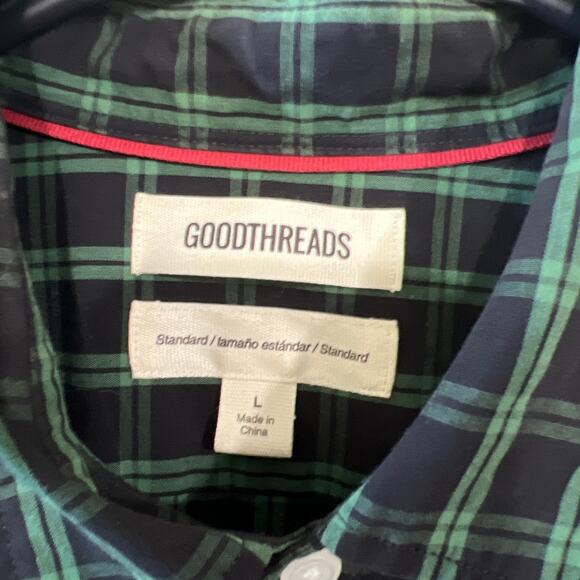 GOODTHREADS
Standard / tamaño estándar / Standard
L
Made in
China